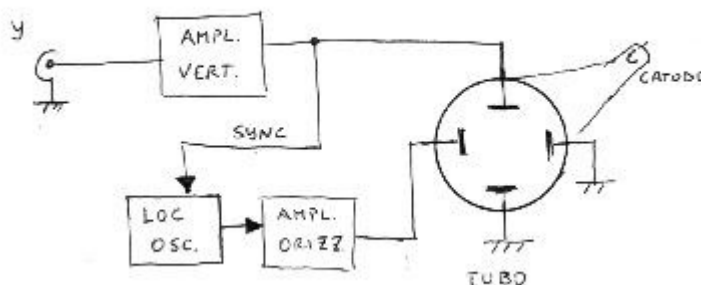 Y
AMPL.
VERT.
C
CATODO
SYNC
LOC
OSC.
AMPL.
ORIZZ.
TUBO